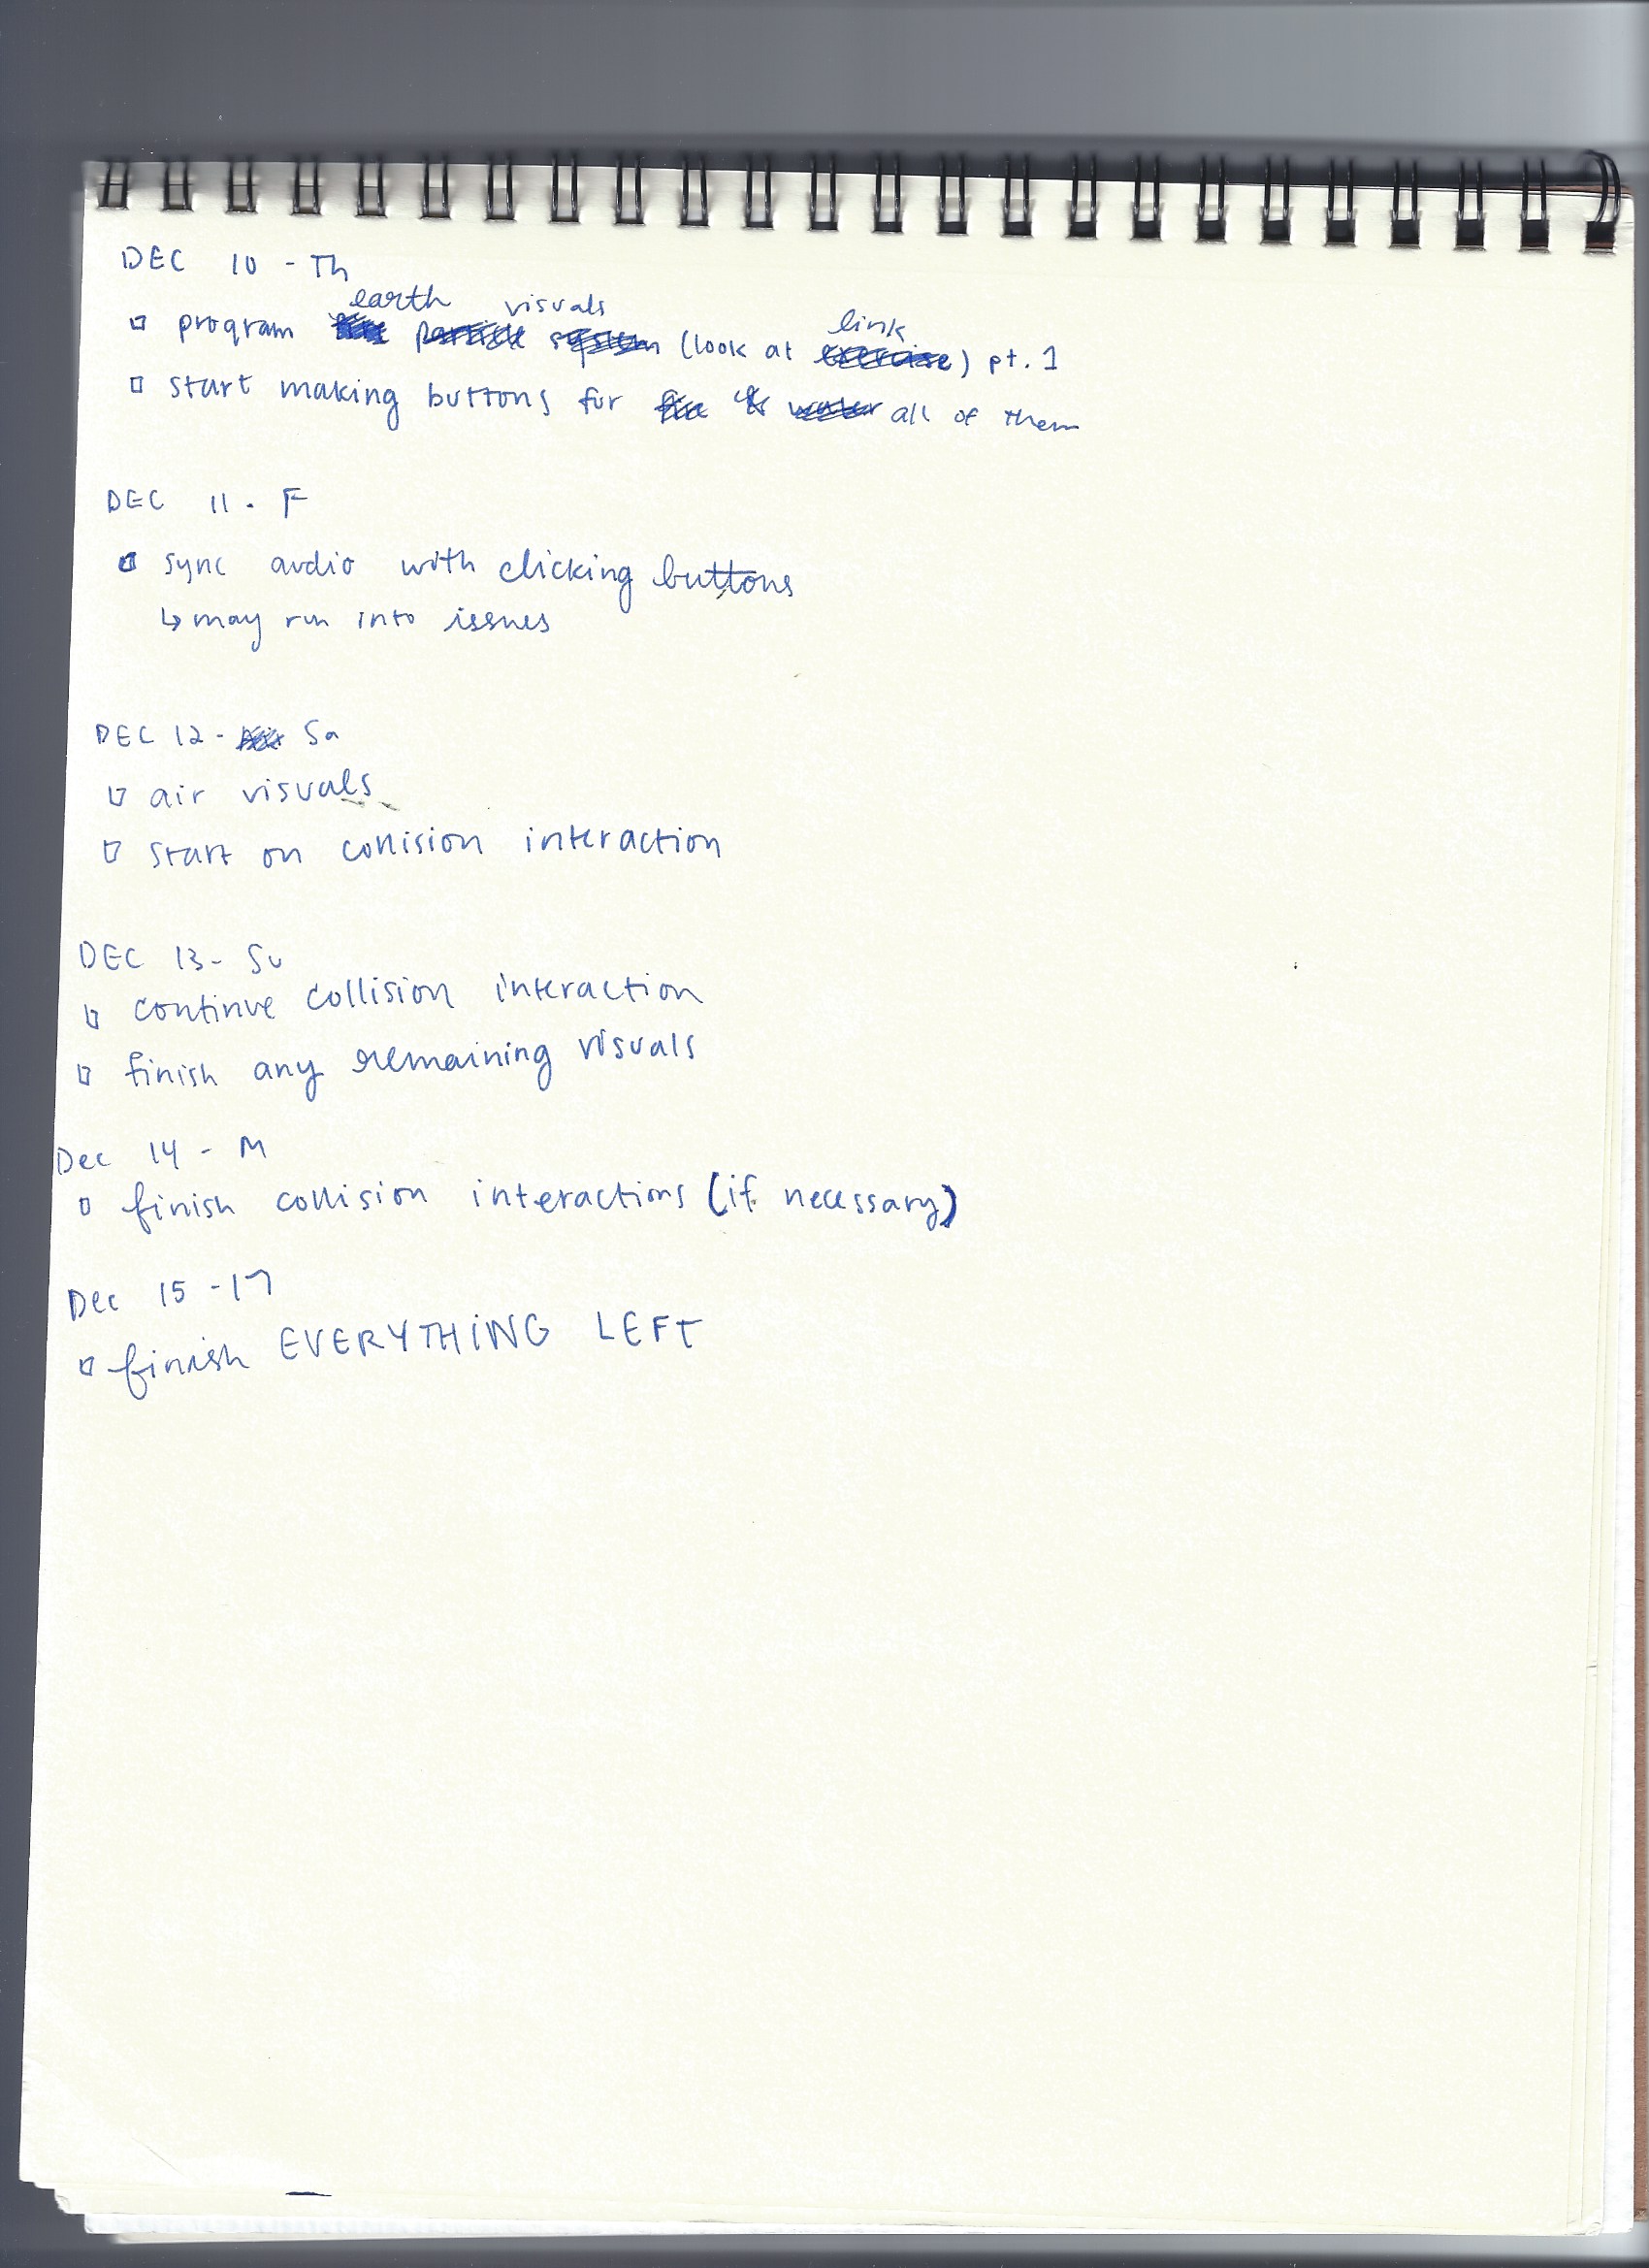 DEC 10 - Th
earth visuals
link
program particle system (look at exercise) pt. 1
start making buttons for fire & water all of them
DEC 11 - F
sync audio with clicking buttons
↳ may run into issues
DEC 12 - Sa
air visuals
start on collision interaction
DEC 13 - Su
continue collision interaction
finish any remaining visuals
Dec 14 - M
finish collision interactions (if necessary)
Dec 15 - 17
finish EVERYTHING LEFT